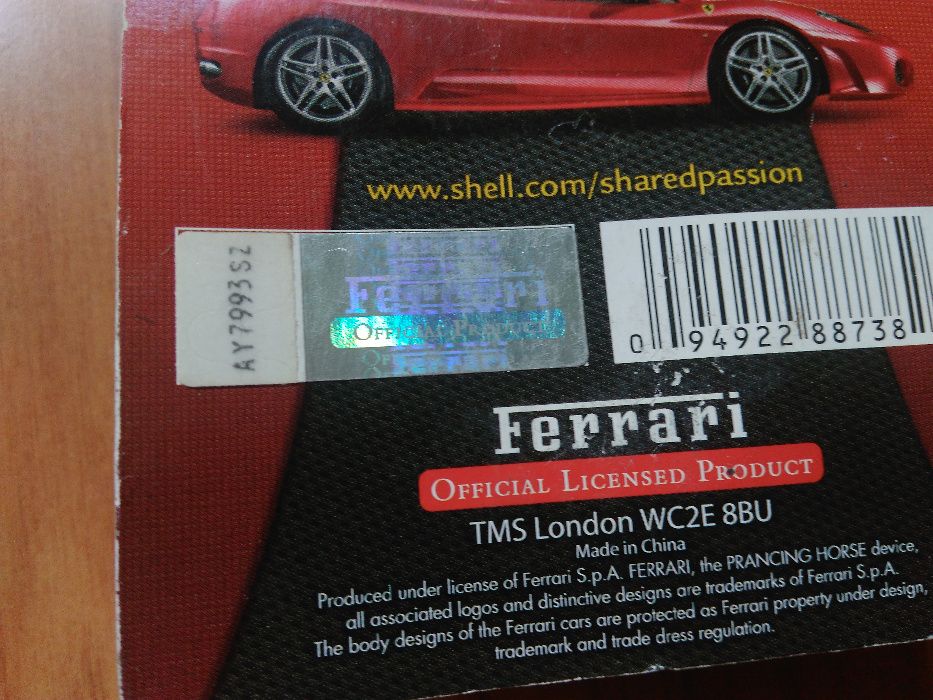 www.shell.com/sharedpassion
AY7993SZ
Ferrari
OFFICIAL PRODUCT
0 94922 88738
Ferrari
OFFICIAL LICENSED PRODUCT
TMS London WC2E 8BU
Made in China
Produced under license of Ferrari S.p.A. FERRARI, the PRANCING HORSE device,
all associated logos and distinctive designs are trademarks of Ferrari S.p.A.
The body designs of the Ferrari cars are protected as Ferrari property under design,
trademark and trade dress regulation.